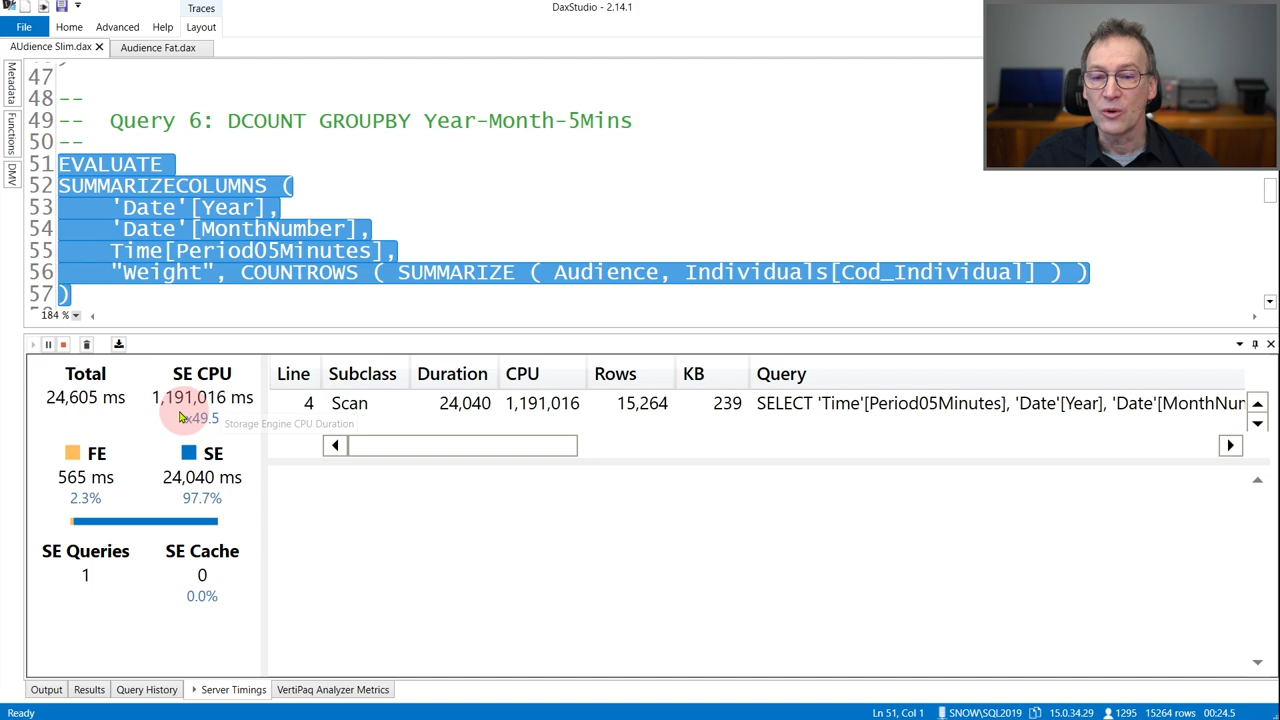 Traces
DaxStudio - 2.14.1
File
Home
Advanced
Help
Layout
AUdience Slim.dax
Audience Fat.dax
Metadata
Functions
DMV
47
48 --
49 -- Query 6: DCOUNT GROUPBY Year-Month-5Mins
50 --
51 EVALUATE
52 SUMMARIZECOLUMNS (
53 'Date'[Year],
54 'Date'[MonthNumber],
55 Time[Period05Minutes],
56 "Weight", COUNTROWS ( SUMMARIZE ( Audience, Individuals[Cod_Individual] ) )
57 )
184 %
Total SE CPU
24,605 ms 1,191,016 ms
x49.5
Storage Engine CPU Duration
FE SE
565 ms 24,040 ms
2.3% 97.7%
SE Queries SE Cache
1 0
0.0%
Line Subclass Duration CPU Rows KB Query
4 Scan 24,040 1,191,016 15,264 239 SELECT 'Time'[Period05Minutes], 'Date'[Year], 'Date'[MonthNum
Output Results Query History Server Timings VertiPaq Analyzer Metrics
Ready Ln 51, Col 1 SNOW\SQL2019 15.0.34.29 1295 15264 rows 00:24.5